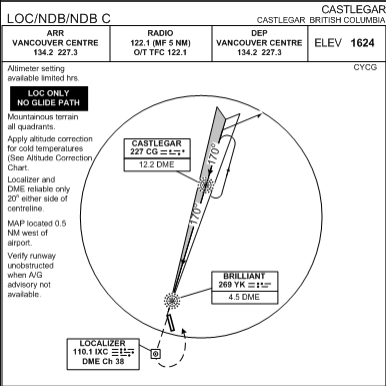 LOC/NDB/NDB C
CASTLEGAR
CASTLEGAR BRITISH COLUMBIA
ARR
VANCOUVER CENTRE
134.2 227.3
RADIO
122.1 (MF 5 NM)
O/T TFC 122.1
DEP
VANCOUVER CENTRE
134.2 227.3
ELEV 1624
CYCG
Altimeter setting
available limited hrs.
LOC ONLY
NO GLIDE PATH
Mountainous terrain
all quadrants.
Apply altitude correction
for cold temperatures
(See Altitude Correction
Chart.
Localizer and
DME reliable only
20° either side of
centreline.
MAP located 0.5
NM west of
airport.
Verify runway
unobstructed
when A/G
advisory not
available.
CASTLEGAR
227 CG
12.2 DME
170°
170°
BRILLIANT
269 YK
4.5 DME
LOCALIZER
110.1 IXC
DME Ch 38